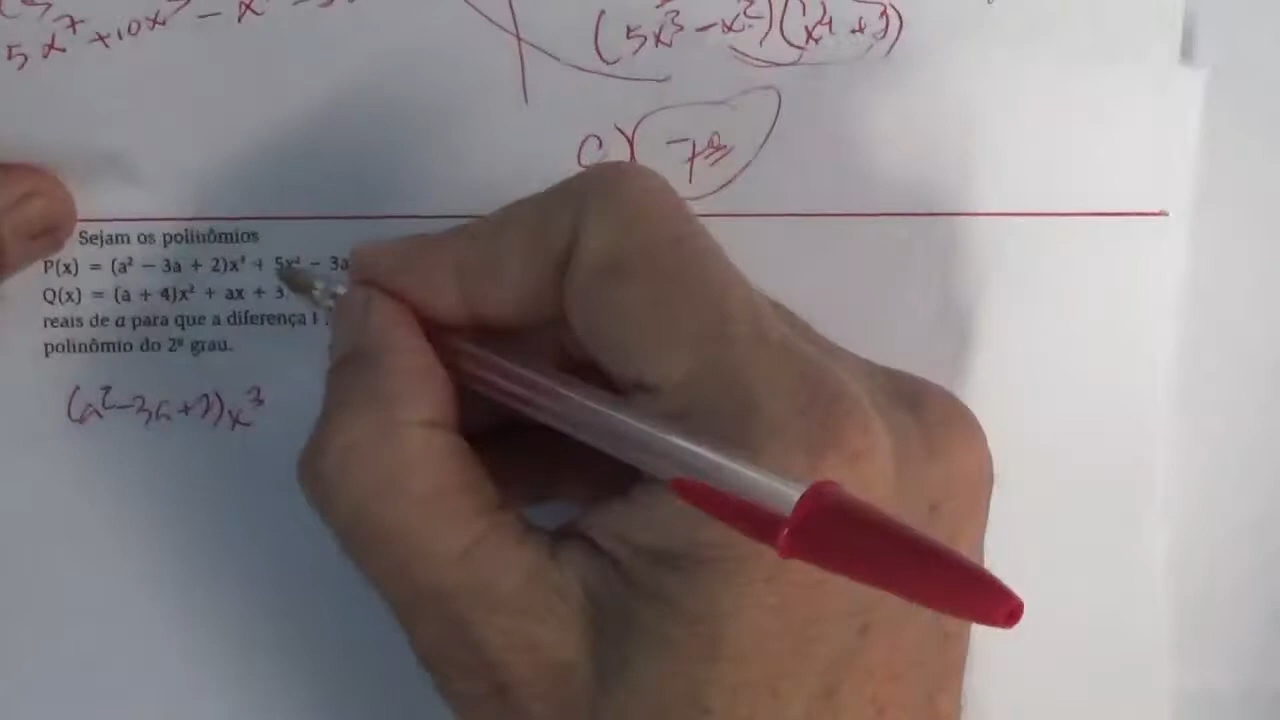 5x⁷ + 10x
(5x³ - x²)(x⁴ + 3)
c) 7º
Sejam os polinômios
P(x) = (a² − 3a + 2)x³ + 5x² − 3a
Q(x) = (a + 4)x² + ax + 3.
reais de a para que a diferença
polinômio do 2º grau.
(a²-3a+2)x³